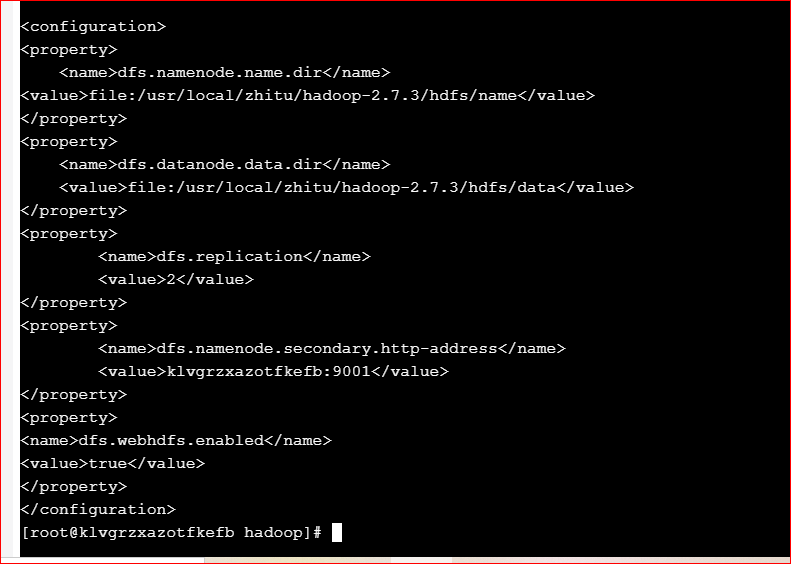 <configuration>
<property>
    <name>dfs.namenode.name.dir</name>
<value>file:/usr/local/zhitu/hadoop-2.7.3/hdfs/name</value>
</property>
<property>
    <name>dfs.datanode.data.dir</name>
    <value>file:/usr/local/zhitu/hadoop-2.7.3/hdfs/data</value>
</property>
<property>
        <name>dfs.replication</name>
        <value>2</value>
</property>
<property>
        <name>dfs.namenode.secondary.http-address</name>
        <value>klvgrzxazotfkefb:9001</value>
</property>
<property>
<name>dfs.webhdfs.enabled</name>
<value>true</value>
</property>
</configuration>
[root@klvgrzxazotfkefb hadoop]#